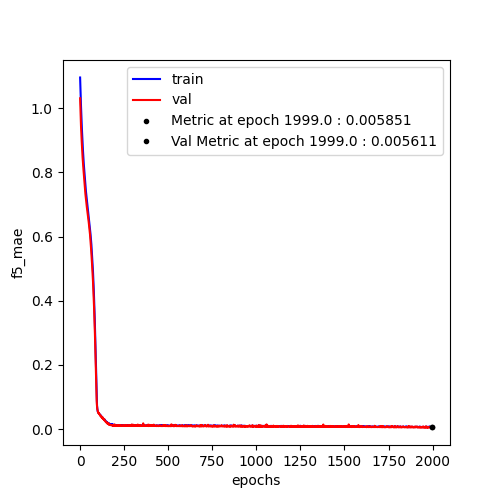 train
val
Metric at epoch 1999.0 : 0.005851
Val Metric at epoch 1999.0 : 0.005611
1.0
0.8
0.6
0.4
0.2
0.0
f5_mae
0 250 500 750 1000 1250 1500 1750 2000
epochs